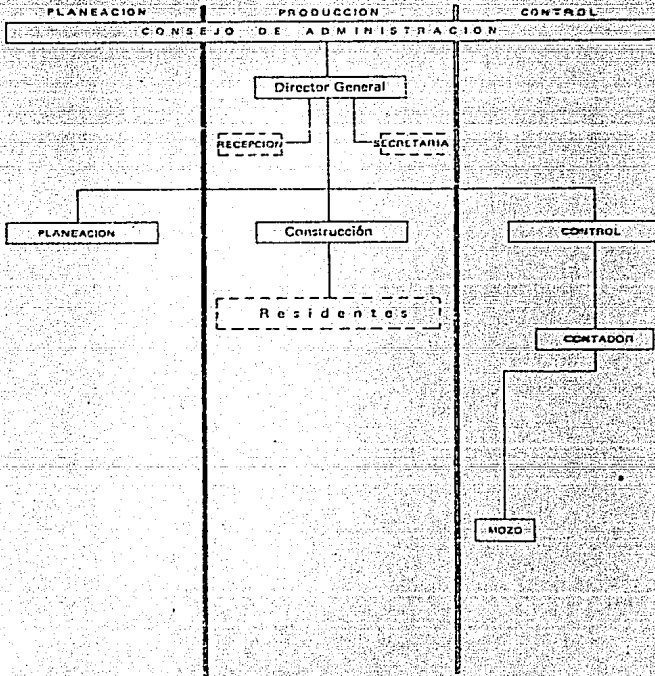 PLANEACION PRODUCCION CONTROL
CONSEJO DE ADMINISTRACION
Director General
RECEPCION SECRETARIA
PLANEACION Construcción CONTROL
Residentes
CONTADOR
MOZO